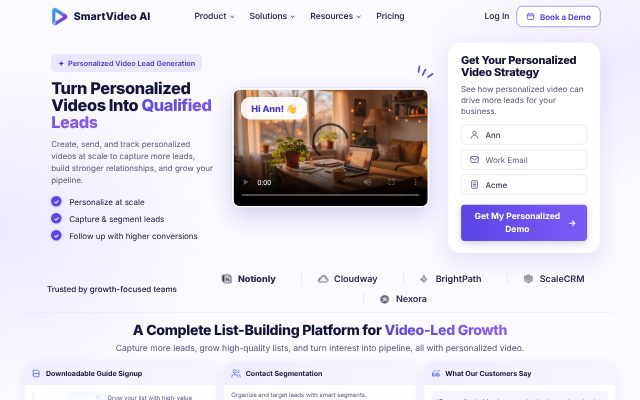 SmartVideo AI
Product
Solutions
Resources
Pricing
Log In
Book a Demo
Personalized Video Lead Generation
Turn Personalized
Videos Into Qualified
Leads
Create, send, and track personalized
videos at scale to capture more leads,
build stronger relationships, and grow your
pipeline.
Personalize at scale
Capture & segment leads
Follow up with higher conversions
Hi Ann! 👋
0:00
Get Your Personalized
Video Strategy
See how personalized video can
drive more leads for your
business.
Ann
Work Email
Acme
Get My Personalized
Demo
Trusted by growth-focused teams
Notionly
Cloudway
BrightPath
ScaleCRM
Nexora
A Complete List-Building Platform for Video-Led Growth
Capture more leads, grow high-quality lists, and turn interest into pipeline, all with personalized video.
Downloadable Guide Signup
Grow your list with high-value
Contact Segmentation
Organize and target leads with smart segments.
What Our Customers Say